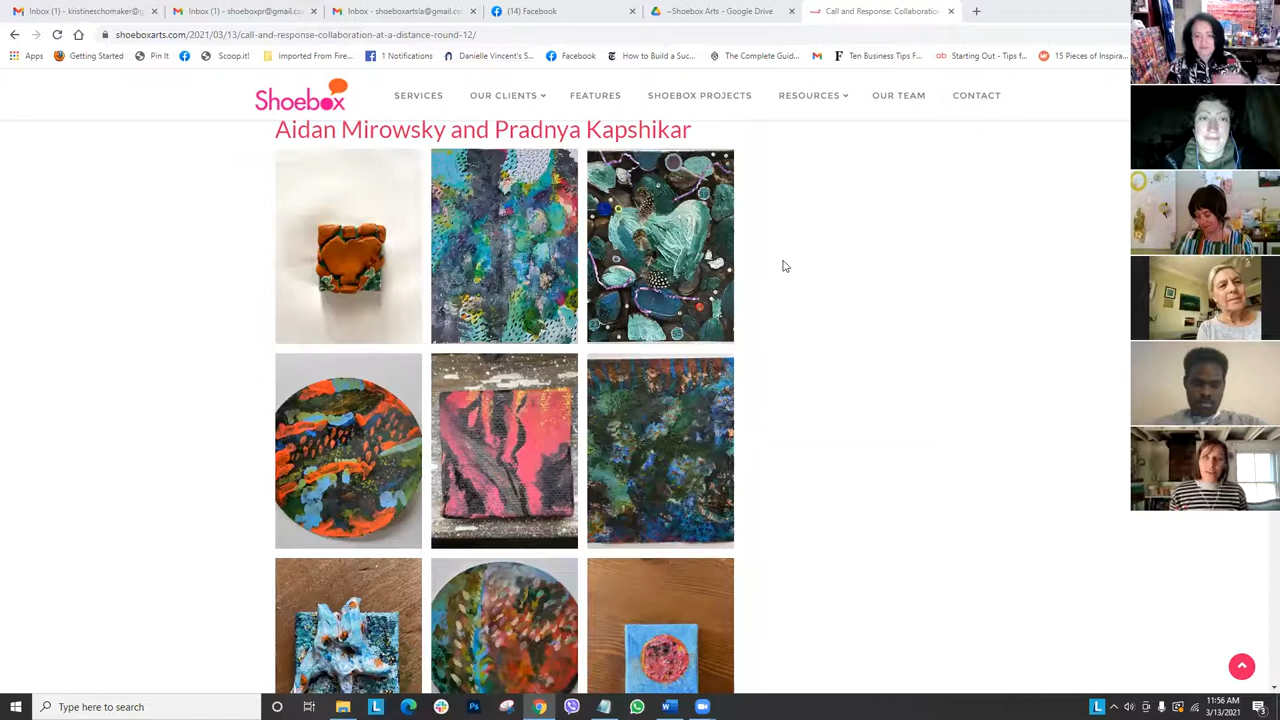 Inbox (1) - kristineschomaker@g
Inbox (1) - shoeboxpr@gmail.co
Inbox - shoeboxartsla@gmail.co
(14) Facebook
~Shoebox Arts - Google Drive
Call and Response: Collaboration
shoeboxarts.com/2021/03/13/call-and-response-collaboration-at-a-distance-group-12/
Apps
Getting Started
Pin It
Scoop.it!
Imported From Fire...
1 Notifications
Danielle Vincent's S...
Facebook
How to Build a Suc...
The Complete Guid...
Ten Business Tips F...
Starting Out - Tips f...
15 Pieces of Inspira...
Shoebox
SERVICES
OUR CLIENTS
FEATURES
SHOEBOX PROJECTS
RESOURCES
OUR TEAM
CONTACT
Aidan Mirowsky and Pradnya Kapshikar
Type here to search
11:56 AM
3/13/2021